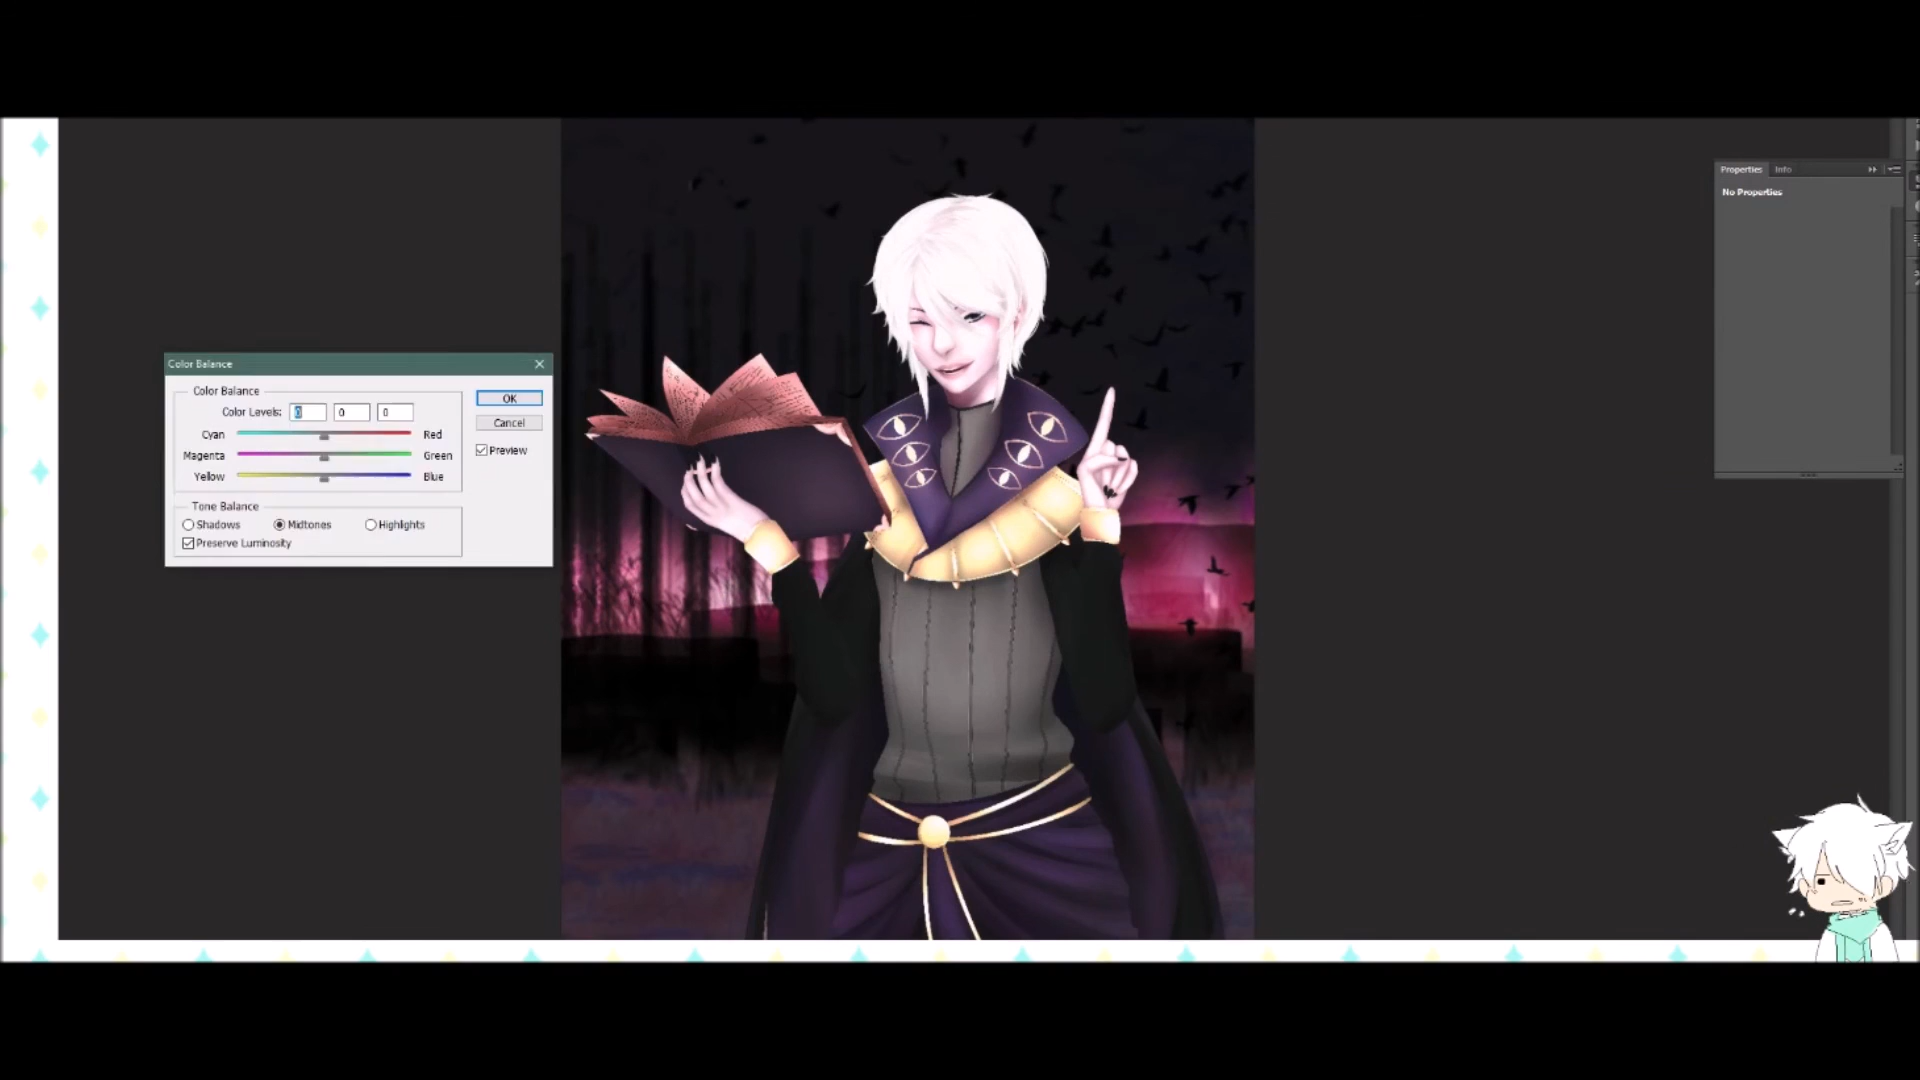 Properties Info
No Properties
Color Balance
Color Balance
Color Levels: 0 0 0
OK
Cyan Red
Cancel
Magenta Green
Preview
Yellow Blue
Tone Balance
Shadows Midtones Highlights
Preserve Luminosity